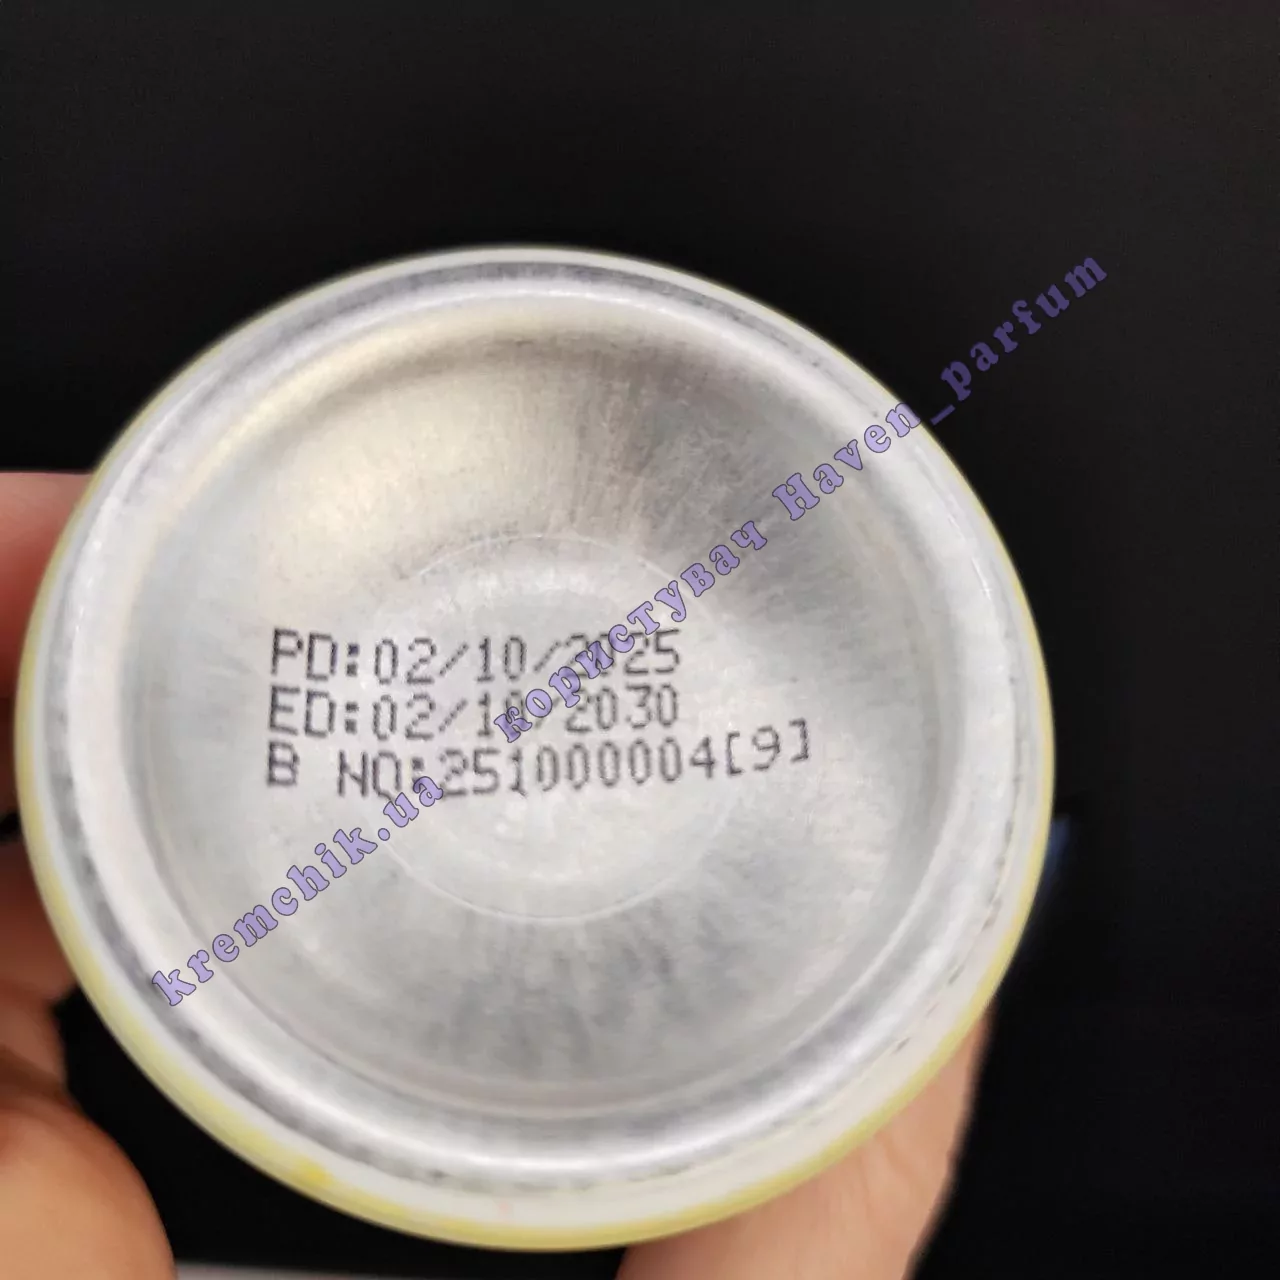 PD:02/10/2025
ED:02/10/2030
B NO:251000004[9]
kremchik.ua користувач Haven_parfum